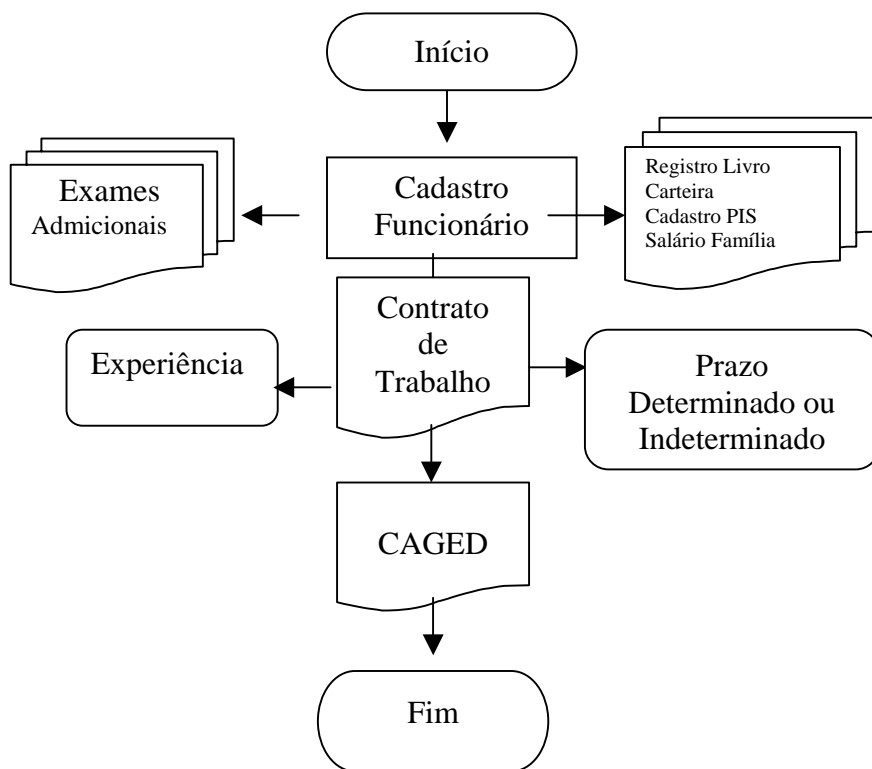 Início
Exames
Admicionais
Cadastro
Funcionário
Registro Livro
Carteira
Cadastro PIS
Salário Família
Contrato
de
Trabalho
Experiência
Prazo
Determinado ou
Indeterminado
CAGED
Fim